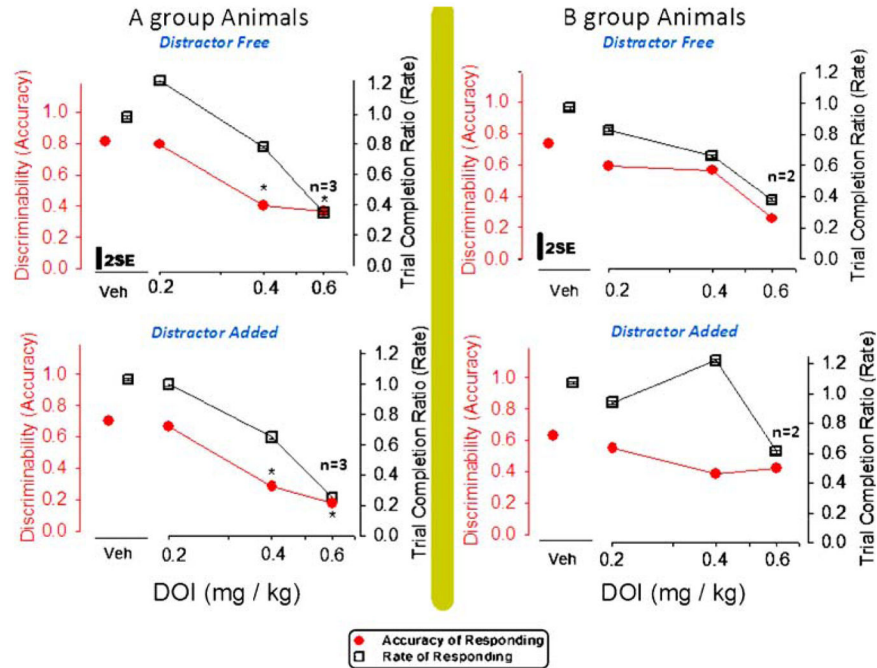 A group Animals
Distractor Free
Discriminability (Accuracy)
1.0
0.8
0.6
0.4
0.2
0.0
2SE
Veh
0.2
0.4
0.6
*
n=3
*
1.2
1.0
0.8
0.6
0.4
0.2
0.0
Trial Completion Ratio (Rate)
Distractor Added
Discriminability (Accuracy)
1.0
0.8
0.6
0.4
0.2
0.0
Veh
0.2
0.4
0.6
*
n=3
*
1.2
1.0
0.8
0.6
0.4
0.2
0.0
Trial Completion Ratio (Rate)
DOI (mg / kg)
B group Animals
Distractor Free
Discriminability (Accuracy)
1.0
0.8
0.6
0.4
0.2
0.0
2SE
Veh
0.2
0.4
0.6
n=2
1.2
1.0
0.8
0.6
0.4
0.2
0.0
Trial Completion Ratio (Rate)
Distractor Added
Discriminability (Accuracy)
1.0
0.8
0.6
0.4
0.2
0.0
Veh
0.2
0.4
0.6
n=2
1.2
1.0
0.8
0.6
0.4
0.2
0.0
Trial Completion Ratio (Rate)
DOI (mg / kg)
Accuracy of Responding
Rate of Responding